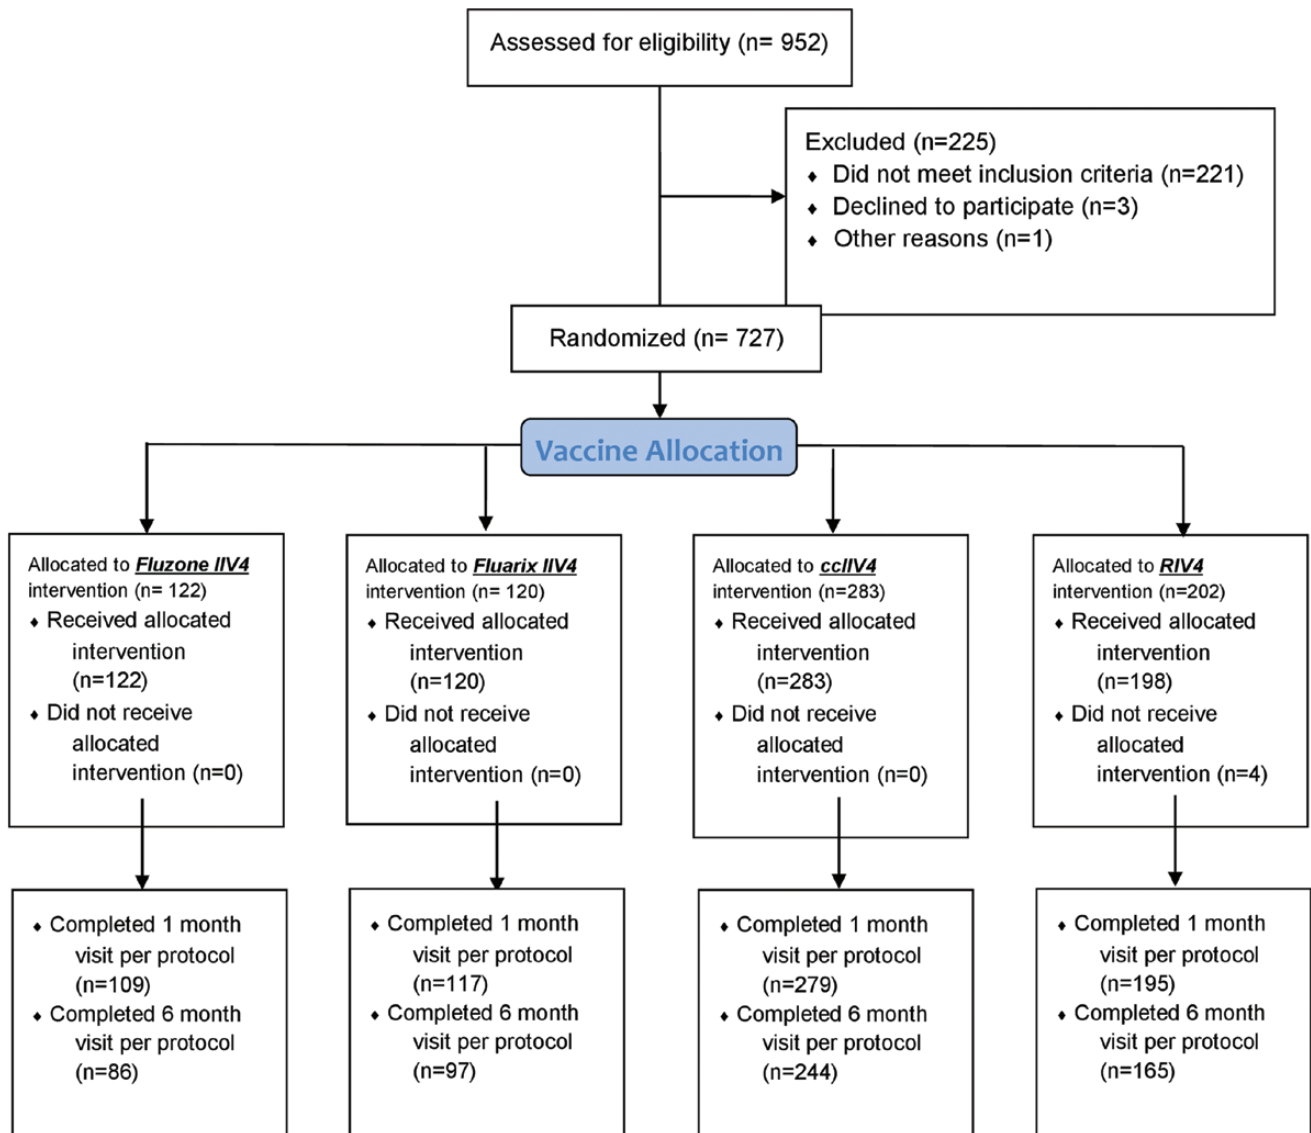 Assessed for eligibility (n= 952)
Excluded (n=225)
♦ Did not meet inclusion criteria (n=221)
♦ Declined to participate (n=3)
♦ Other reasons (n=1)
Randomized (n= 727)
Vaccine Allocation
Allocated to Fluzone IIV4
intervention (n= 122)
♦ Received allocated
intervention
(n=122)
♦ Did not receive
allocated
intervention (n=0)
Allocated to Fluarix IIV4
intervention (n= 120)
♦ Received allocated
intervention
(n=120)
♦ Did not receive
allocated
intervention (n=0)
Allocated to ccIIV4
intervention (n=283)
♦ Received allocated
intervention
(n=283)
♦ Did not receive
allocated
intervention (n=0)
Allocated to RIV4
intervention (n=202)
♦ Received allocated
intervention
(n=198)
♦ Did not receive
allocated
intervention (n=4)
♦ Completed 1 month
visit per protocol
(n=109)
♦ Completed 6 month
visit per protocol
(n=86)
♦ Completed 1 month
visit per protocol
(n=117)
♦ Completed 6 month
visit per protocol
(n=97)
♦ Completed 1 month
visit per protocol
(n=279)
♦ Completed 6 month
visit per protocol
(n=244)
♦ Completed 1 month
visit per protocol
(n=195)
♦ Completed 6 month
visit per protocol
(n=165)